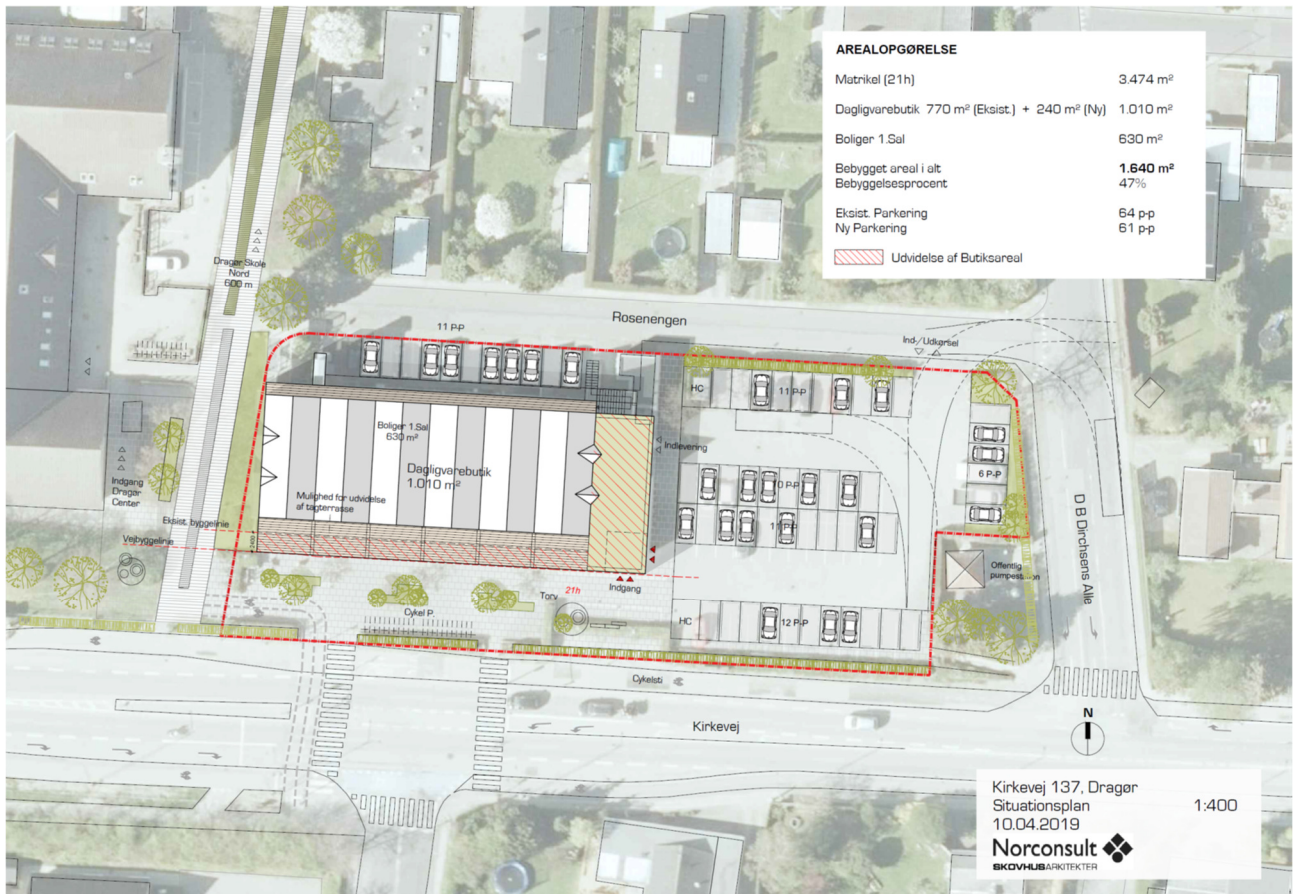 AREALOPGØRELSE
Matrikel (21h) 3.474 m²
Dagligvarebutik 770 m² (Eksist.) + 240 m² (Ny) 1.010 m²
Boliger 1.Sal 630 m²
Bebygget areal i alt 1.640 m²
Bebyggelsesprocent 47%
Eksist. Parkering 64 p-p
Ny Parkering 61 p-p
Udvidelse af Butiksareal
Dragør Skole
Nord
600 m
Rosenengen
11 P-P
Ind-/Udkørsel
HC
11 P-P
Boliger 1.Sal
630 m²
Indlevering
Dagligvarebutik
1.010 m²
6 P-P
10 P-P
Indgang
Dragør
Center
Mulighed for udvidelse
af tagterrasse
Eksist. byggelinie
11 P-P
D B Dirchsens Alle
Vejbyggelinie
2.400
Offentlig
pumpestation
Indgang
21h
Torv
Cykel P.
HC
12 P-P
Cykelsti
Kirkevej
N
Kirkevej 137, Dragør
Situationsplan 1:400
10.04.2019
Norconsult
SKOVHUSARKITEKTER